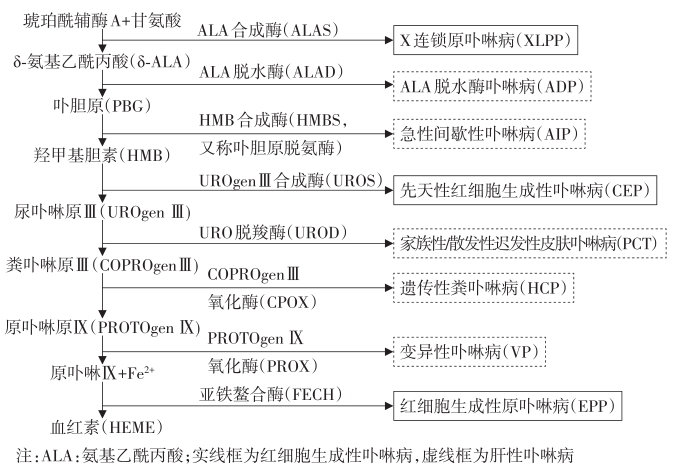 琥珀酰辅酶A+甘氨酸
ALA合成酶(ALAS)
X连锁原卟啉病(XLPP)
δ-氨基乙酰丙酸(δ-ALA)
ALA脱水酶(ALAD)
ALA脱水酶卟啉病(ADP)
卟胆原(PBG)
HMB合成酶(HMBS,
又称卟胆原脱氨酶)
急性间歇性卟啉病(AIP)
羟甲基胆素(HMB)
UROgenⅢ合成酶(UROS)
先天性红细胞生成性卟啉病(CEP)
尿卟啉原Ⅲ(UROgen Ⅲ)
URO脱羧酶(UROD)
家族性/散发性迟发性皮肤卟啉病(PCT)
粪卟啉原Ⅲ(COPROgenⅢ)
COPROgenⅢ
氧化酶(CPOX)
遗传性粪卟啉病(HCP)
原卟啉原Ⅸ(PROTOgen Ⅸ)
PROTOgen Ⅸ
氧化酶(PROX)
变异性卟啉病(VP)
原卟啉Ⅸ+Fe²⁺
亚铁螯合酶(FECH)
红细胞生成性原卟啉病(EPP)
血红素(HEME)
注:ALA:氨基乙酰丙酸;实线框为红细胞生成性卟啉病,虚线框为肝性卟啉病